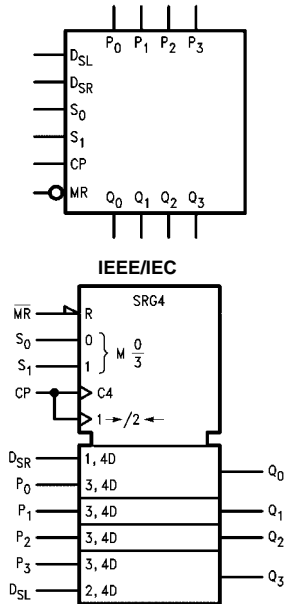 P0 P1 P2 P3
DSL
DSR
S0
S1
CP
MR
Q0 Q1 Q2 Q3
IEEE/IEC
SRG4
MR R
S0 0
M 0/3
S1 1
CP C4
1 →/2 ←
DSR 1, 4D
Q0
P0 3, 4D
P1 3, 4D Q1
P2 3, 4D Q2
P3 3, 4D
Q3
DSL 2, 4D